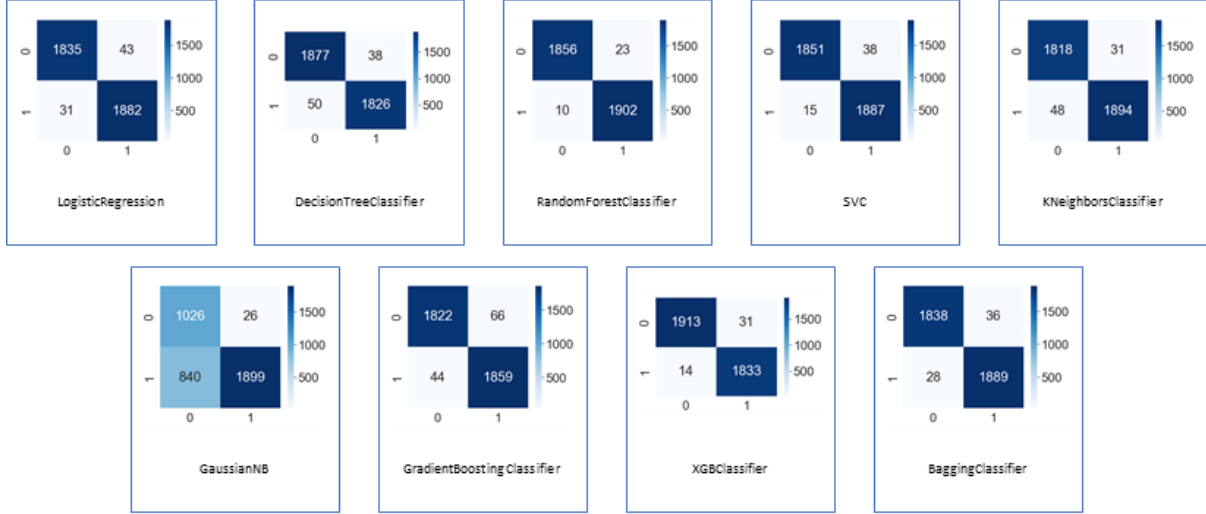 0 1835 43 1500
1000
1 31 1882 500
0 1
LogisticRegression
0 1877 38 1500
1000
1 50 1826 500
0 1
DecisionTreeClassifier
0 1856 23 1500
1000
1 10 1902 500
0 1
RandomForestClassifier
0 1851 38 1500
1000
1 15 1887 500
0 1
SVC
0 1818 31 1500
1000
1 48 1894 500
0 1
KNeighborsClassifier
0 1026 26 1500
1000
1 840 1899 500
0 1
GaussianNB
0 1822 66 1500
1000
1 44 1859 500
0 1
GradientBoostingClassifier
0 1913 31 1500
1000
1 14 1833 500
0 1
XGBClassifier
0 1838 36 1500
1000
1 28 1889 500
0 1
BaggingClassifier